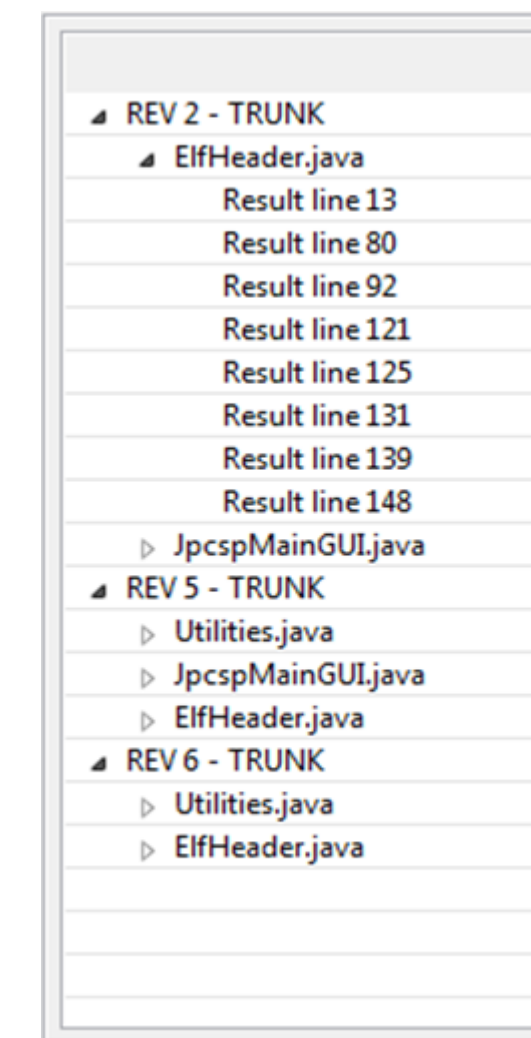 REV 2 - TRUNK
ElfHeader.java
Result line 13
Result line 80
Result line 92
Result line 121
Result line 125
Result line 131
Result line 139
Result line 148
JpcspMainGUI.java
REV 5 - TRUNK
Utilities.java
JpcspMainGUI.java
ElfHeader.java
REV 6 - TRUNK
Utilities.java
ElfHeader.java